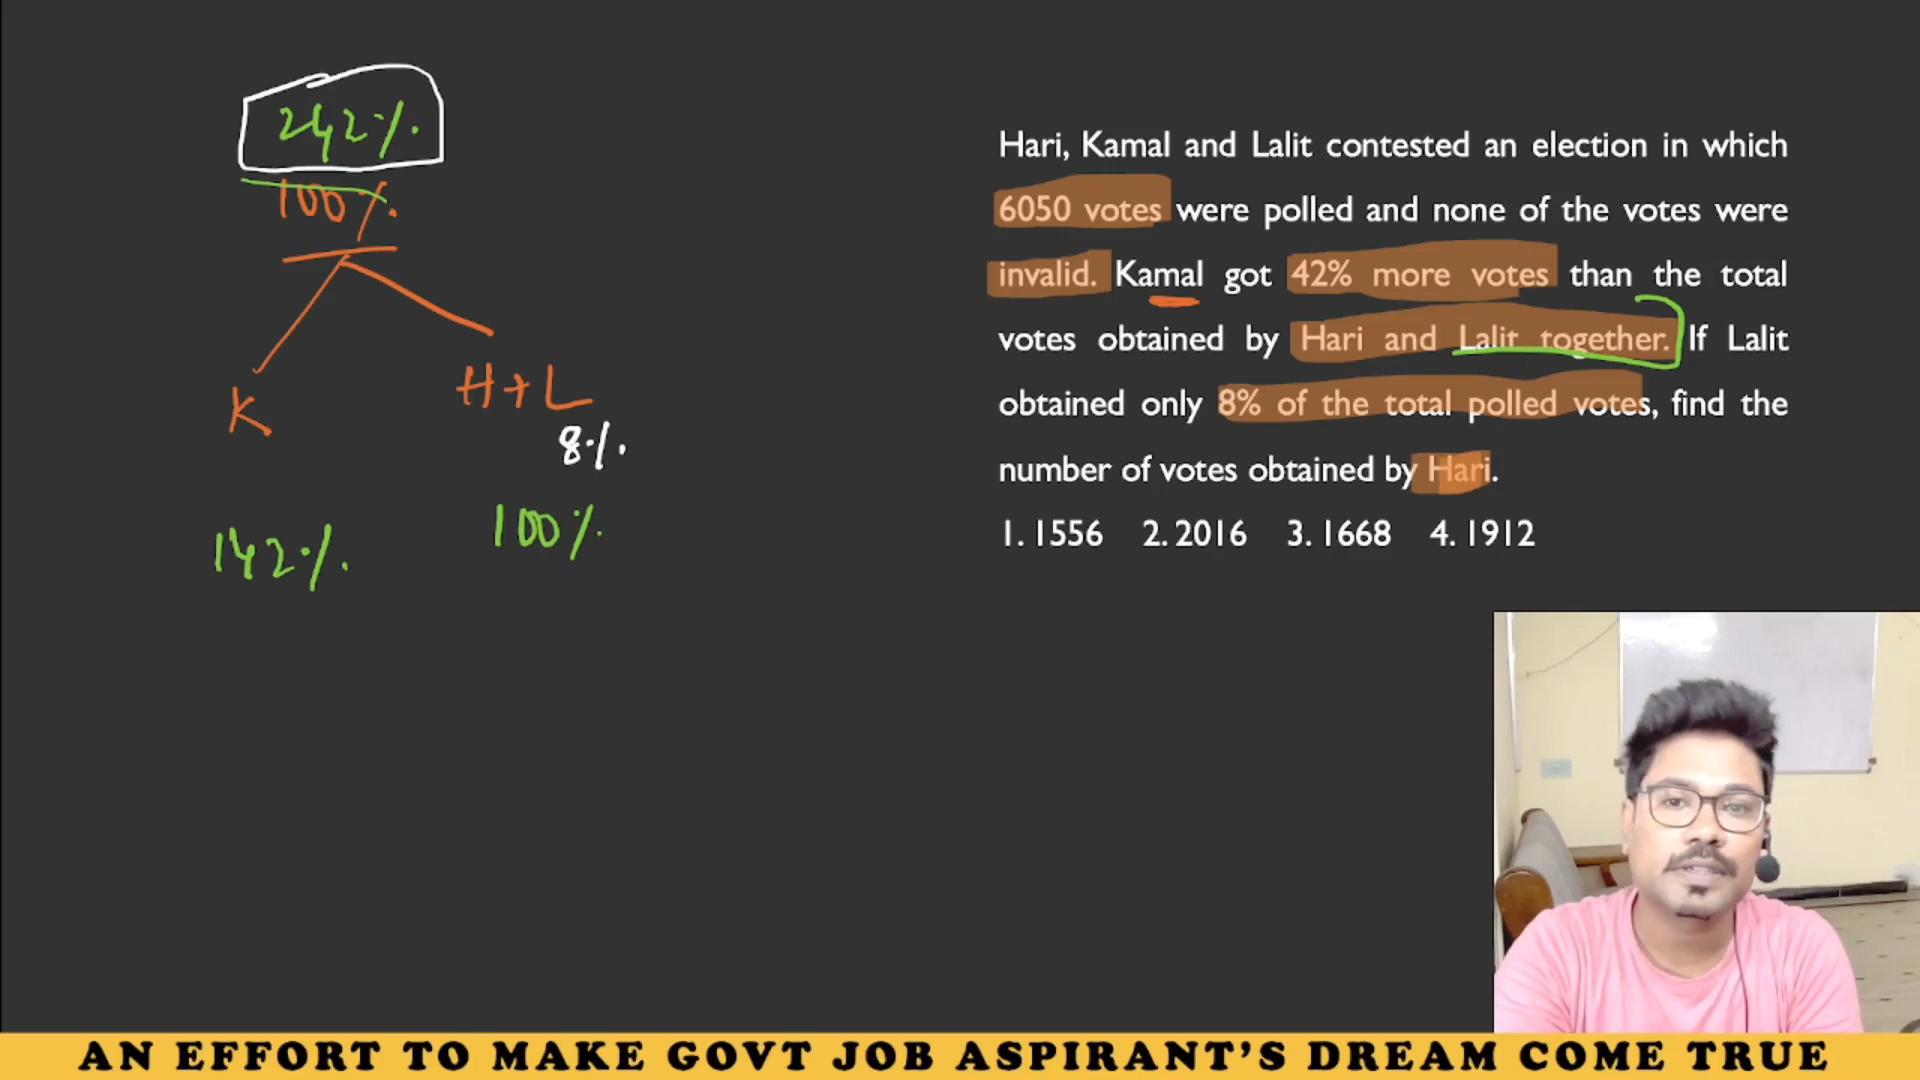 242%.
100%.
K
H+L
8%.
142%.
100%.
Hari, Kamal and Lalit contested an election in which
6050 votes were polled and none of the votes were
invalid. Kamal got 42% more votes than the total
votes obtained by Hari and Lalit together. If Lalit
obtained only 8% of the total polled votes, find the
number of votes obtained by Hari.
1. 1556 2. 2016 3. 1668 4. 1912
AN EFFORT TO MAKE GOVT JOB ASPIRANT’S DREAM COME TRUE